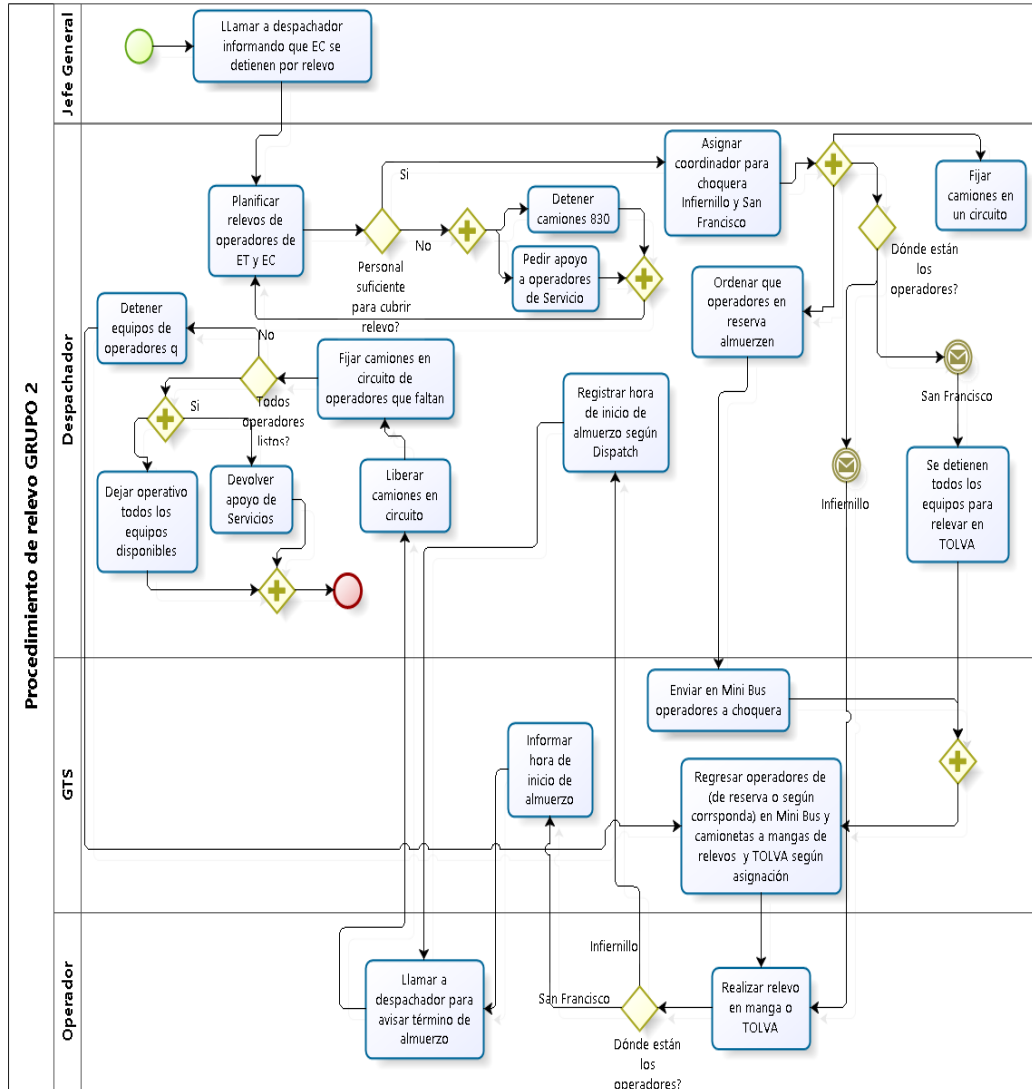 Procedimiento de relevo GRUPO 2
Jefe General
LLamar a despachador
informando que EC se
detienen por relevo
Despachador
Planificar
relevos de
operadores de
ET y EC
Si
No
Personal
suficiente
para cubrir
relevo?
Detener
camiones 830
Pedir apoyo
a operadores
de Servicio
Asignar
coordinador para
choquera
Infiernillo y San
Francisco
Fijar
camiones en
un circuito
Dónde están
los
operadores?
Ordenar que
operadores en
reserva
almuerzen
San Francisco
Infiernillo
Se detienen
todos los
equipos para
relevar en
TOLVA
Detener
equipos de
operadores q
No
Si
Todos
operadores
listos?
Fijar camiones en
circuito de
operadores que faltan
Registrar hora
de inicio de
almuerzo según
Dispatch
Liberar
camiones en
circuito
Dejar operativo
todos los
equipos
disponibles
Devolver
apoyo de
Servicios
GTS
Enviar en Mini Bus
operadores a choquera
Informar
hora de
inicio de
almuerzo
Regresar operadores de
(de reserva o según
corrsponda) en Mini Bus y
camionetas a mangas de
relevos y TOLVA según
asignación
Operador
Llamar a
despachador para
avisar término de
almuerzo
Infiernillo
San Francisco
Dónde están
los
operadores?
Realizar relevo
en manga o
TOLVA